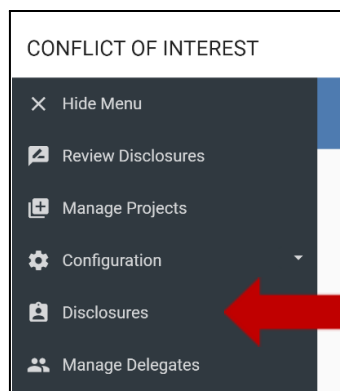 CONFLICT OF INTEREST
Hide Menu
Review Disclosures
Manage Projects
Configuration
Disclosures
Manage Delegates